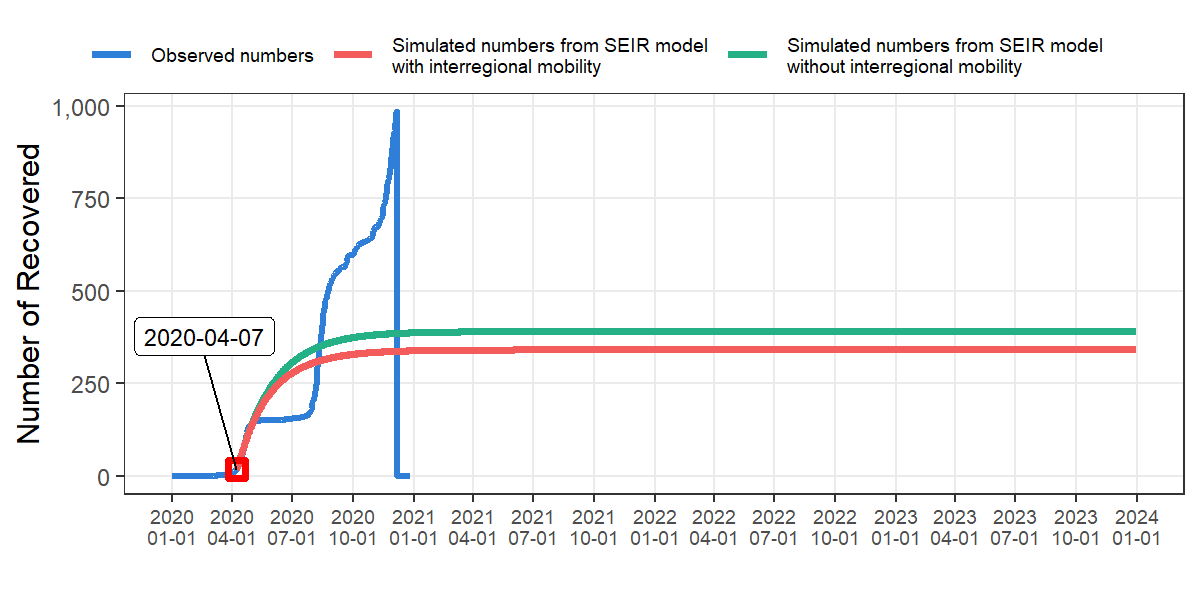 Observed numbers
Simulated numbers from SEIR model
with interregional mobility
Simulated numbers from SEIR model
without interregional mobility
Number of Recovered
1,000
750
500
250
0
2020-04-07
2020 2020 2020 2020 2021 2021 2021 2021 2022 2022 2022 2022 2023 2023 2023 2023 2024
01-01 04-01 07-01 10-01 01-01 04-01 07-01 10-01 01-01 04-01 07-01 10-01 01-01 04-01 07-01 10-01 01-01